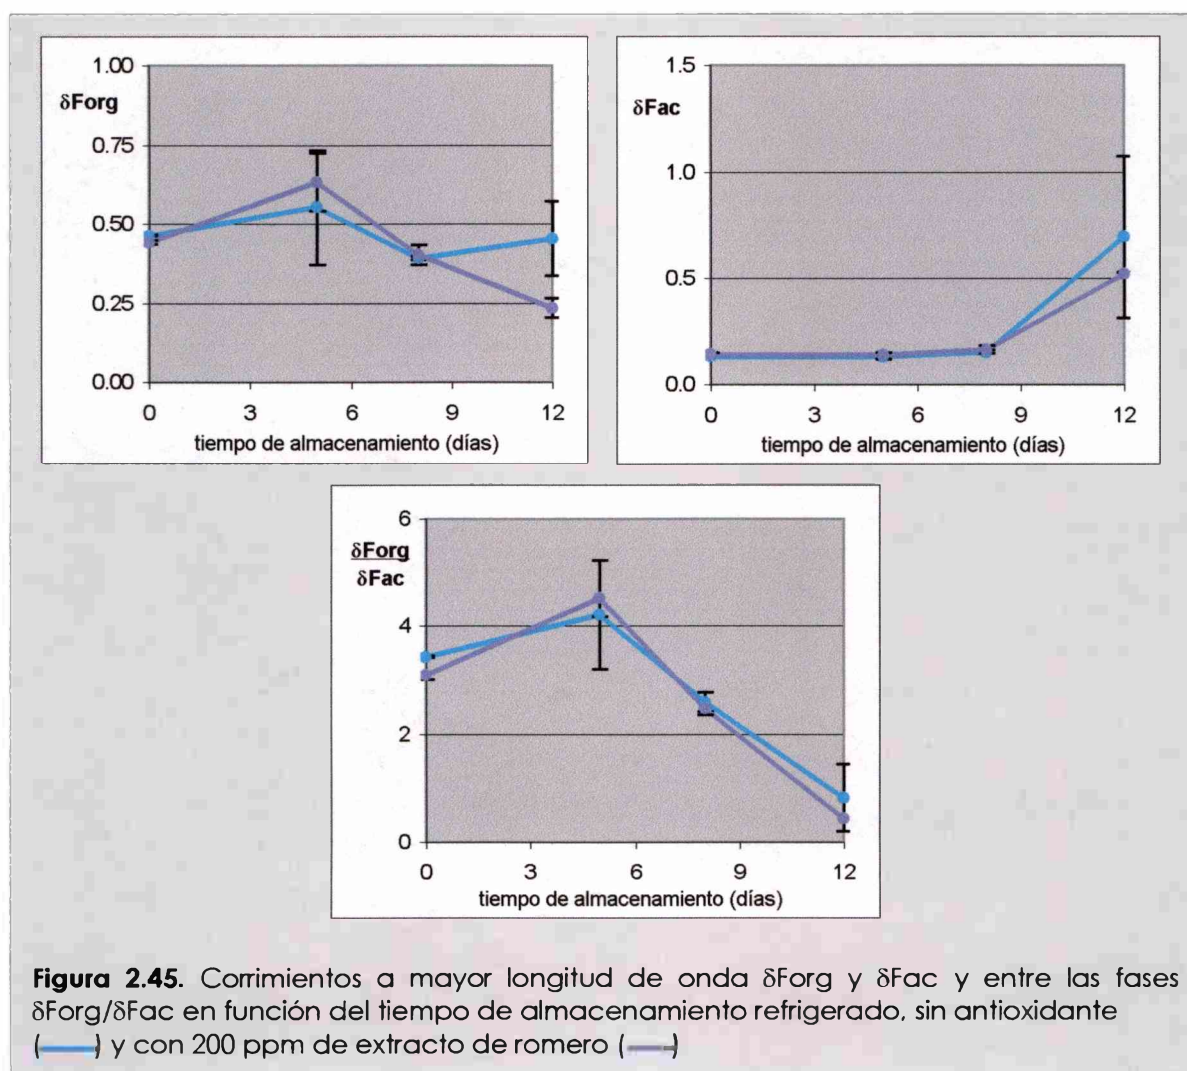 1.00
δForg
0.75
0.50
0.25
0.00
0 3 6 9 12
tiempo de almacenamiento (días)
1.5
δFac
1.0
0.5
0.0
0 3 6 9 12
tiempo de almacenamiento (días)
6
δForg
δFac
4
2
0
0 3 6 9 12
tiempo de almacenamiento (días)
Figura 2.45. Corrimientos a mayor longitud de onda δForg y δFac y entre las fases
δForg/δFac en función del tiempo de almacenamiento refrigerado, sin antioxidante
( ) y con 200 ppm de extracto de romero ( )